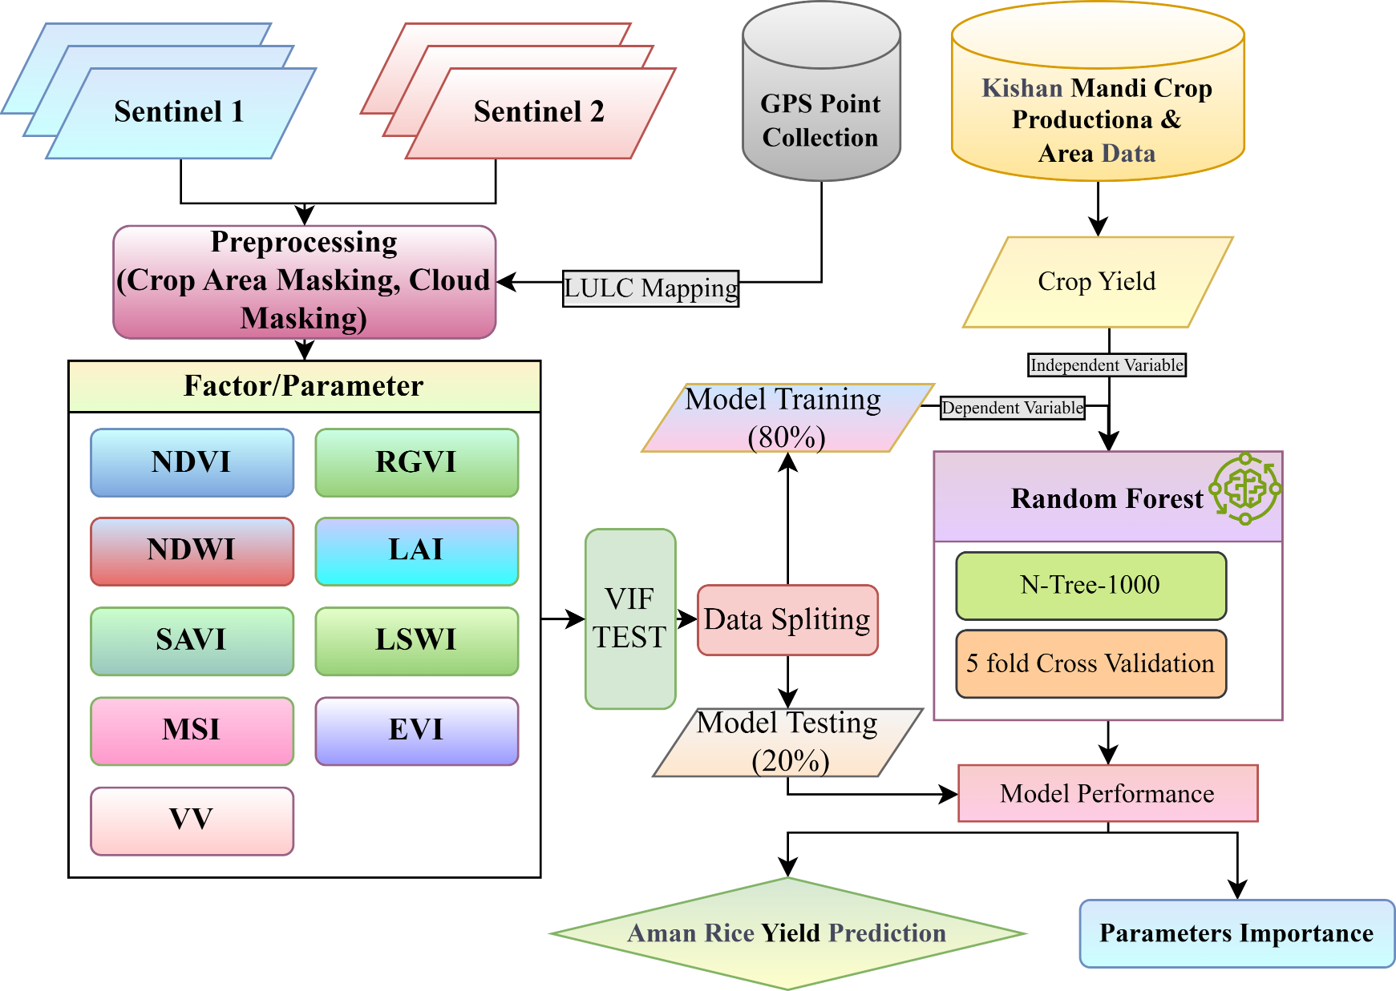 Sentinel 1
Sentinel 2
GPS Point
Collection
Kishan Mandi Crop
Productiona &
Area Data
Preprocessing
(Crop Area Masking, Cloud
Masking)
LULC Mapping
Crop Yield
Independent Variable
Factor/Parameter
Model Training
(80%)
Dependent Variable
NDVI
RGVI
NDWI
LAI
SAVI
LSWI
MSI
EVI
VV
VIF
TEST
Data Spliting
Random Forest
N-Tree-1000
5 fold Cross Validation
Model Testing
(20%)
Model Performance
Aman Rice Yield Prediction
Parameters Importance